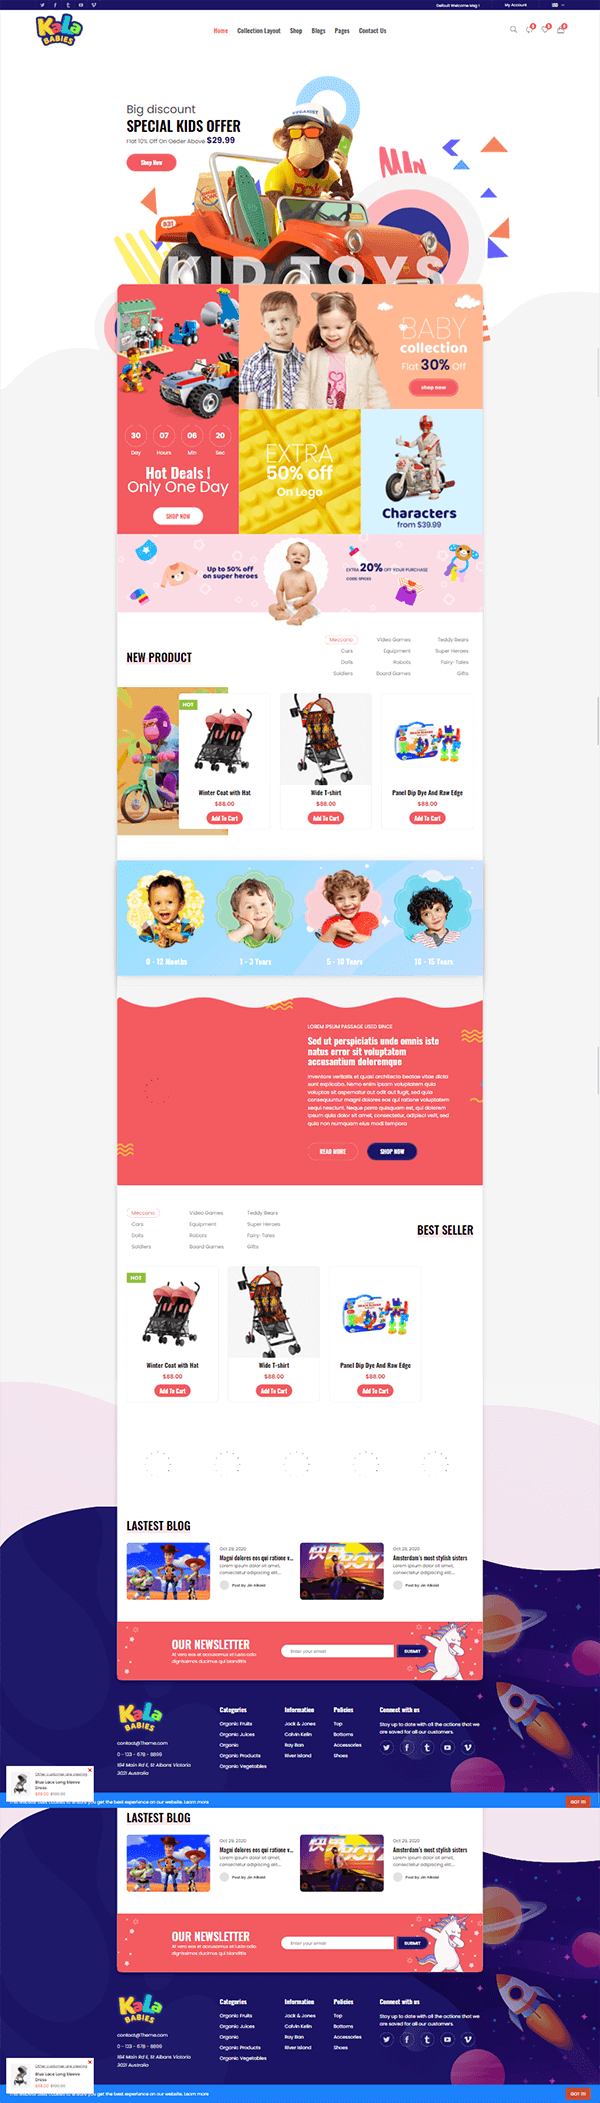 Default Welcome Msg !
My Account
KaLa
BABIES
Home
Collection Layout
Shop
Blogs
Pages
Contact Us
Big discount
SPECIAL KIDS OFFER
Flat 10% Off On Oeder Above $29.99
Shop Now
KID TOYS
BABY
collection
Flat 30% Off
shop now
30
07
06
20
Day
Hours
Min
Sec
Hot Deals !
Only One Day
SHOP NOW
EXTRA
50% off
On Lego
Characters
from $39.99
Up to 50% off
on super heroes
EXTRA 20% OFF YOUR PURCHASE
CODE: SPICES
NEW PRODUCT
Meccano
Video Games
Teddy Bears
Cars
Equipment
Super Heroes
Dolls
Robots
Fairy-Tales
Soldiers
Board Games
Gifts
HOT
Winter Coat with Hat
$88.00
Add To Cart
Wide T-shirt
$88.00
Add To Cart
Panel Dip Dye And Raw Edge
$88.00
Add To Cart
0 - 12 Months
1 - 3 Years
5 - 10 Years
10 - 15 Years
LOREM IPSUM PASSAGE USED SINCE
Sed ut perspiciatis unde omnis iste
natus error sit voluptatem
accusantium doloremque
Inventore veritatis et quasi architecto beatae vitae dicta
sunt explicabo. Nemo enim ipsam voluptatem quia
voluptas sit aspernatur aut odit aut fugit, sed quia
consequuntur magni dolores eos qui ratione voluptatem
sequi nesciunt. Neque porro quisquam est, qui dolorem
ipsum quia dolor sit amet, consectetur, adipisci velit, sed
quia non numquam eius modi tempora
READ MORE
SHOP NOW
Meccano
Video Games
Teddy Bears
Cars
Equipment
Super Heroes
Dolls
Robots
Fairy-Tales
Soldiers
Board Games
Gifts
BEST SELLER
HOT
Winter Coat with Hat
$88.00
Add To Cart
Wide T-shirt
$88.00
Add To Cart
Panel Dip Dye And Raw Edge
$88.00
Add To Cart
LASTEST BLOG
Oct 29, 2020
Magni dolores eos qui ratione v...
Lorem ipsum dolor sit amet,
consectetur adipiscing elit...
Post by Jin Alkaid
Oct 29, 2020
Amsterdam's most stylish sisters
Lorem ipsum dolor sit amet,
consectetur adipiscing elit...
Post by Jin Alkaid
OUR NEWSLETTER
At vero eos et accusamus et iusto odio
dignissimos ducimus qui blanditiis
Enter your email
SUBMIT
KaLa
BABIES
contact@Theme.com
0 - 123 - 678 - 8899
184 Main Rd E, St Albans Victoria
3021 Australia
Categories
Organic Fruits
Organic Juices
Organic
Organic Products
Organic Vegetables
Information
Jack & Jones
Calvin Kelin
Ray Ban
River Island
Policies
Top
Bottoms
Accessories
Shoes
Connect with us
Stay up to date with all the actions that we
are saved for all our customers.
Other customer are viewing
Blue Lace Long Sleeve
Dress
$88.00 $100.00
you get the best experience on our website. Learn more
GOT IT!
LASTEST BLOG
Oct 29, 2020
Magni dolores eos qui ratione v...
Lorem ipsum dolor sit amet,
consectetur adipiscing elit...
Post by Jin Alkaid
Oct 29, 2020
Amsterdam's most stylish sisters
Lorem ipsum dolor sit amet,
consectetur adipiscing elit...
Post by Jin Alkaid
OUR NEWSLETTER
At vero eos et accusamus et iusto odio
dignissimos ducimus qui blanditiis
Enter your email
SUBMIT
KaLa
BABIES
contact@Theme.com
0 - 123 - 678 - 8899
184 Main Rd E, St Albans Victoria
3021 Australia
Categories
Organic Fruits
Organic Juices
Organic
Organic Products
Organic Vegetables
Information
Jack & Jones
Calvin Kelin
Ray Ban
River Island
Policies
Top
Bottoms
Accessories
Shoes
Connect with us
Stay up to date with all the actions that we
are saved for all our customers.
Other customer are viewing
Blue Lace Long Sleeve
Dress
$88.00 $100.00
you get the best experience on our website. Learn more
GOT IT!